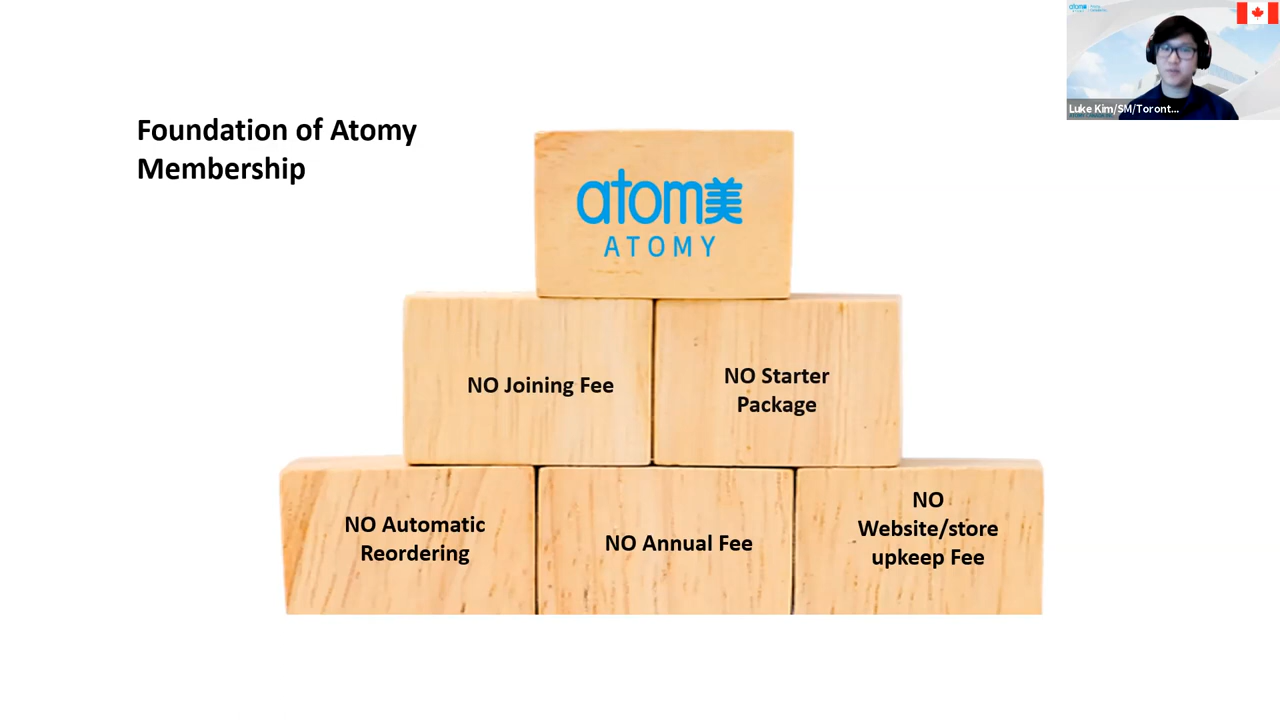 Foundation of Atomy
Membership
atom美
ATOMY
NO Joining Fee
NO Starter
Package
NO Automatic
Reordering
NO Annual Fee
NO
Website/store
upkeep Fee
Luke Kim/SM/Toront...